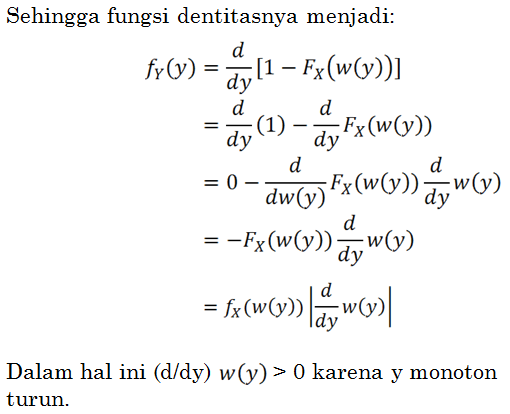 Sehingga fungsi dentitasnya menjadi:
f_Y(y) = d/dy [1 − F_X(w(y))]
= d/dy (1) − d/dy F_X(w(y))
= 0 − d/dw(y) F_X(w(y)) d/dy w(y)
= −F_X(w(y)) d/dy w(y)
= f_X(w(y)) |d/dy w(y)|
Dalam hal ini (d/dy) w(y) > 0 karena y monoton
turun.